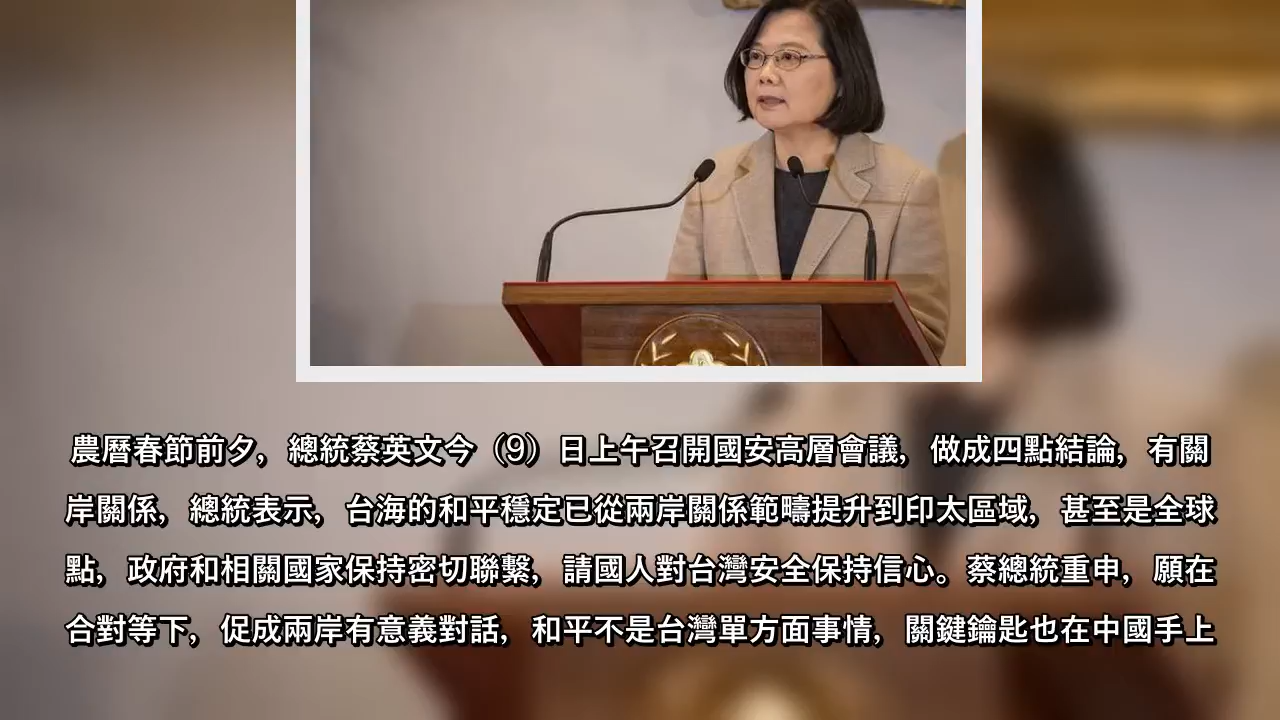 農曆春節前夕，總統蔡英文今（9）日上午召開國安高層會議，做成四點結論，有關
岸關係，總統表示，台海的和平穩定已從兩岸關係範疇提升到印太區域，甚至是全球
點，政府和相關國家保持密切聯繫，請國人對台灣安全保持信心。蔡總統重申，願在
合對等下，促成兩岸有意義對話，和平不是台灣單方面事情，關鍵鑰匙也在中國手上